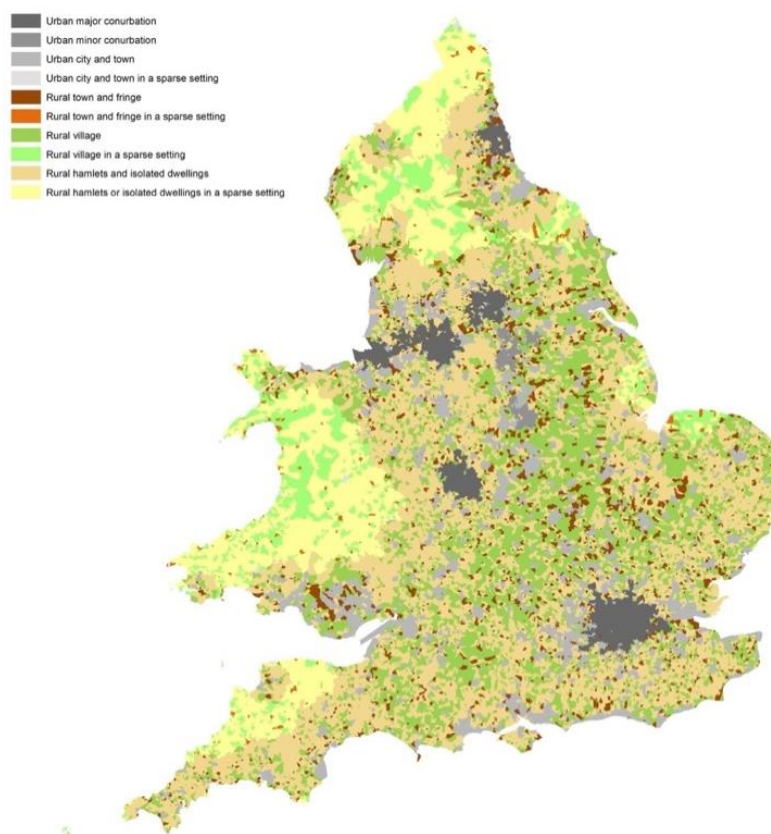 Urban major conurbation
Urban minor conurbation
Urban city and town
Urban city and town in a sparse setting
Rural town and fringe
Rural town and fringe in a sparse setting
Rural village
Rural village in a sparse setting
Rural hamlets and isolated dwellings
Rural hamlets or isolated dwellings in a sparse setting